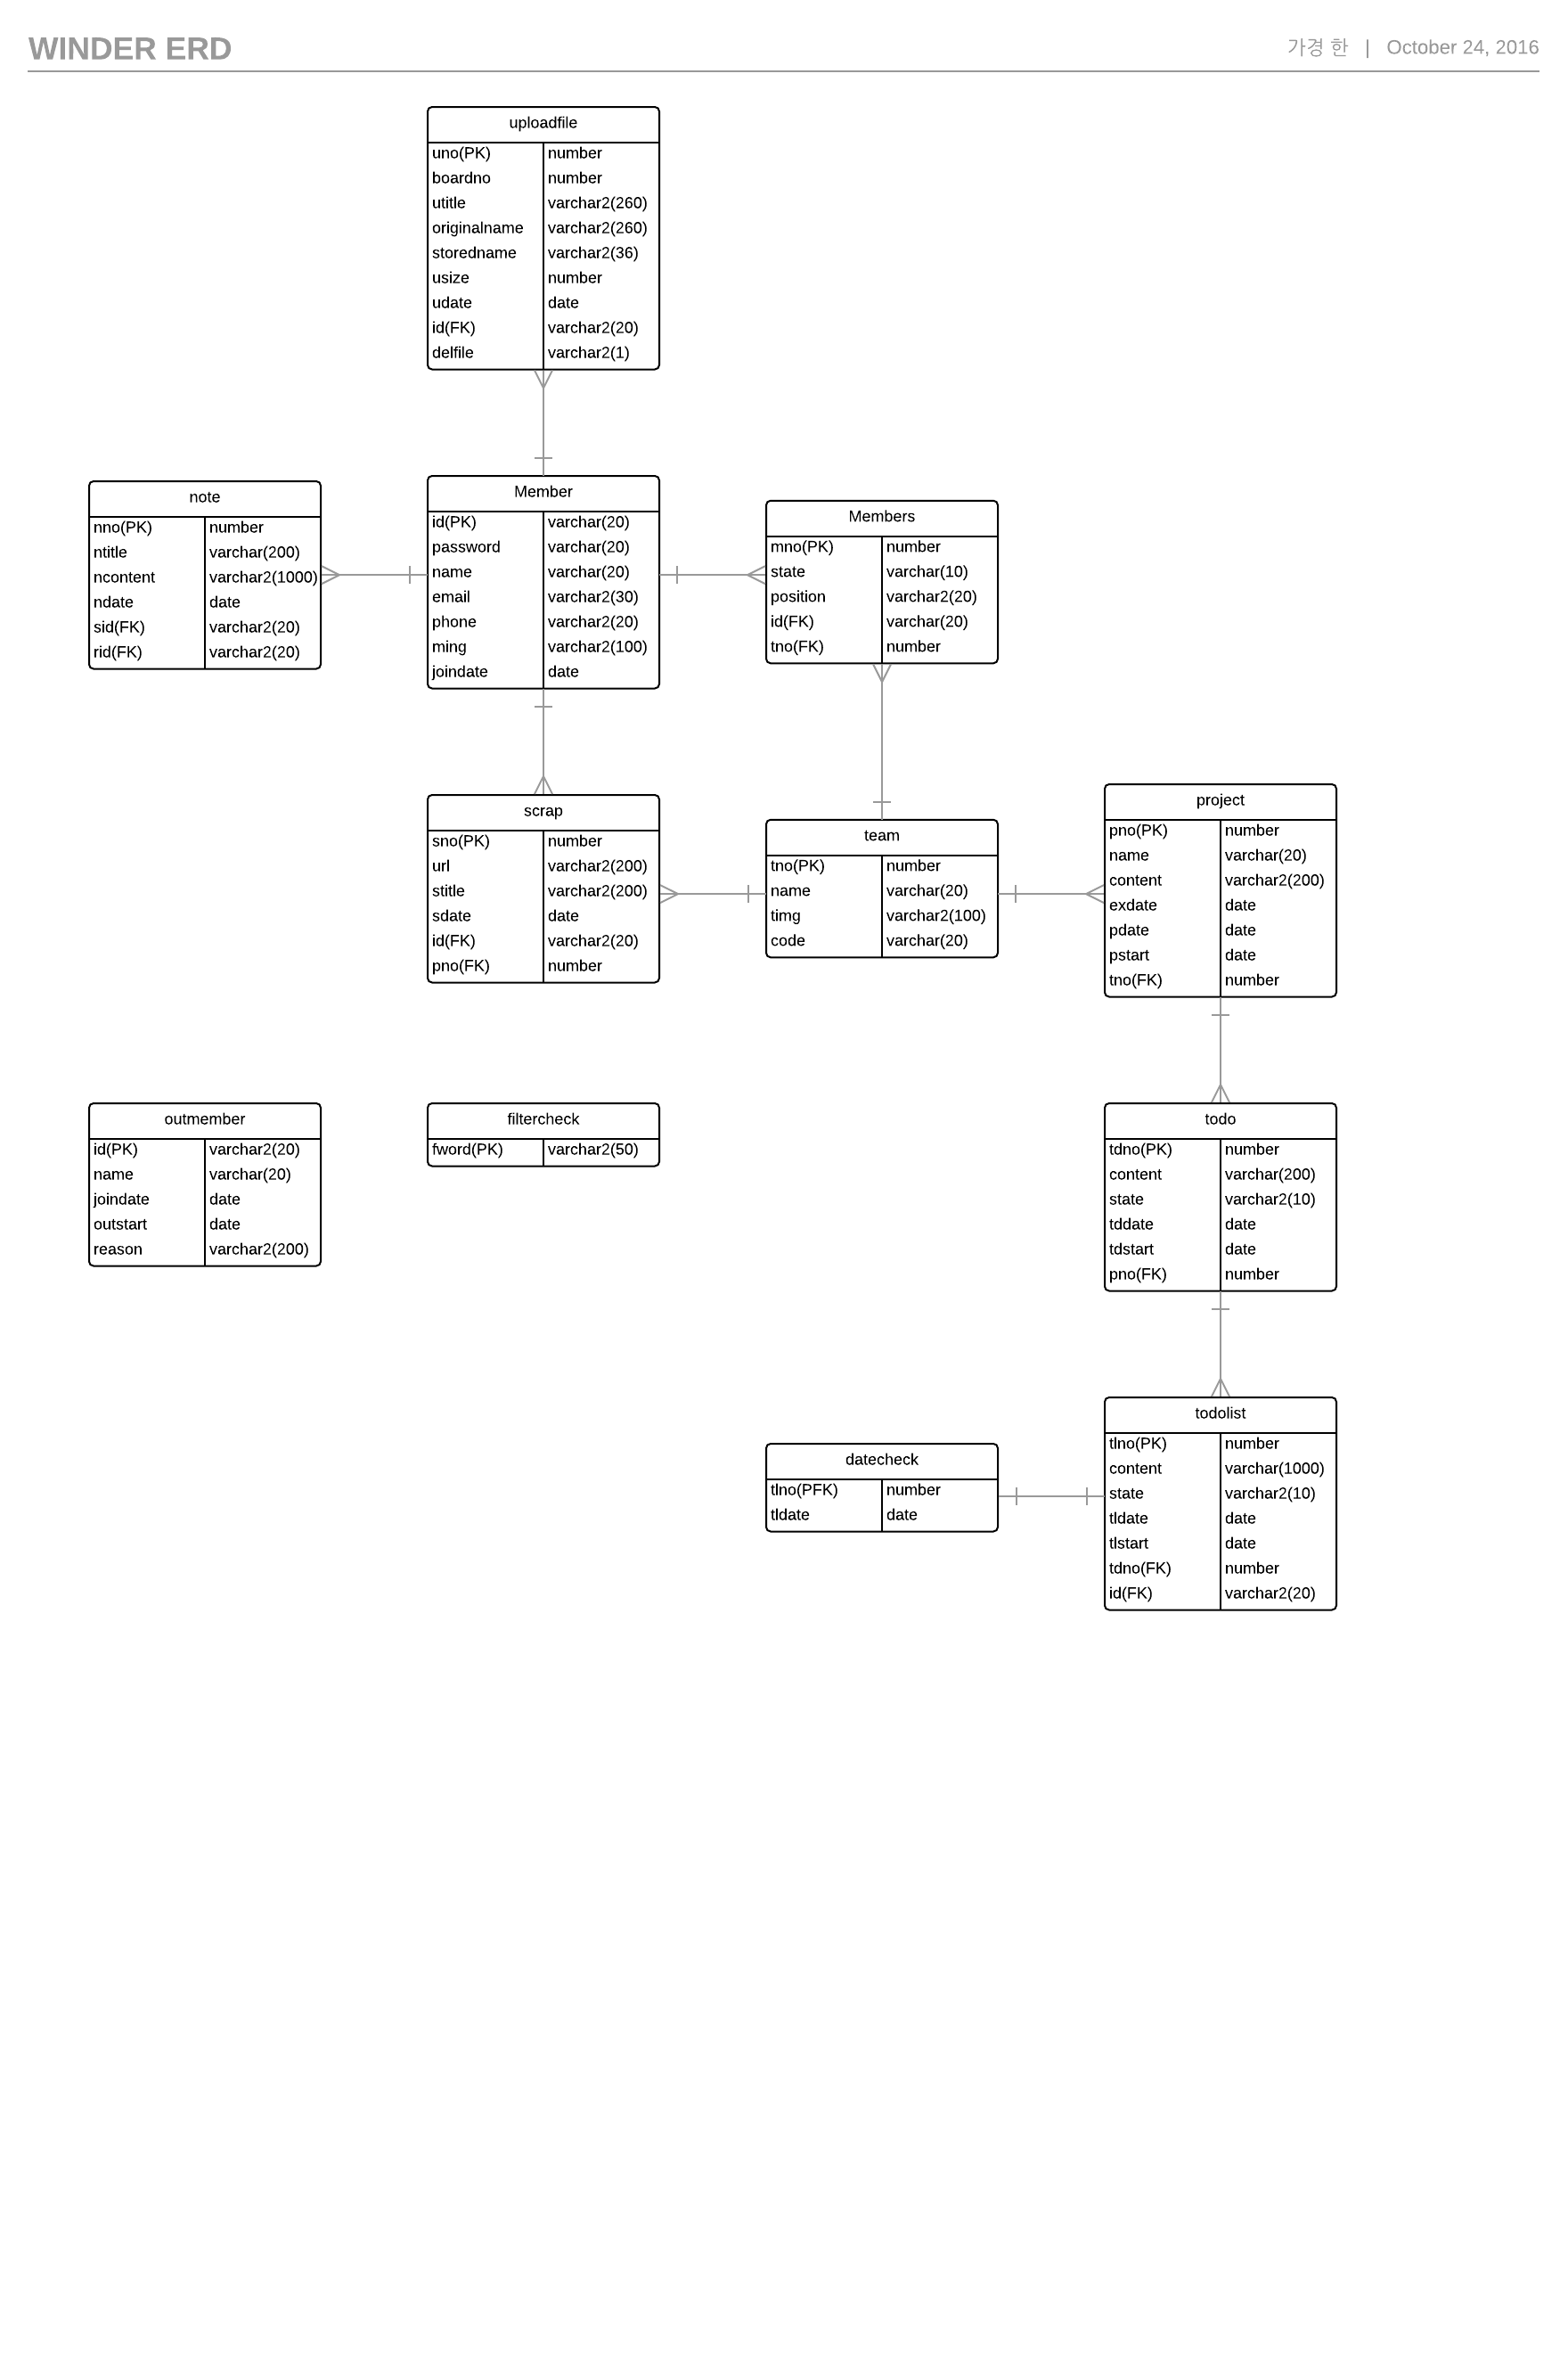 WINDER ERD
가경 한 | October 24, 2016
uploadfile
uno(PK) number
boardno number
utitle varchar2(260)
originalname varchar2(260)
storedname varchar2(36)
usize number
udate date
id(FK) varchar2(20)
delfile varchar2(1)
note
nno(PK) number
ntitle varchar(200)
ncontent varchar2(1000)
ndate date
sid(FK) varchar2(20)
rid(FK) varchar2(20)
Member
id(PK) varchar(20)
password varchar(20)
name varchar(20)
email varchar2(30)
phone varchar2(20)
ming varchar2(100)
joindate date
Members
mno(PK) number
state varchar(10)
position varchar2(20)
id(FK) varchar(20)
tno(FK) number
scrap
sno(PK) number
url varchar2(200)
stitle varchar2(200)
sdate date
id(FK) varchar2(20)
pno(FK) number
team
tno(PK) number
name varchar(20)
timg varchar2(100)
code varchar(20)
project
pno(PK) number
name varchar(20)
content varchar2(200)
exdate date
pdate date
pstart date
tno(FK) number
outmember
id(PK) varchar2(20)
name varchar(20)
joindate date
outstart date
reason varchar2(200)
filtercheck
fword(PK) varchar2(50)
todo
tdno(PK) number
content varchar(200)
state varchar2(10)
tddate date
tdstart date
pno(FK) number
datecheck
tlno(PFK) number
tldate date
todolist
tlno(PK) number
content varchar(1000)
state varchar2(10)
tldate date
tlstart date
tdno(FK) number
id(FK) varchar2(20)